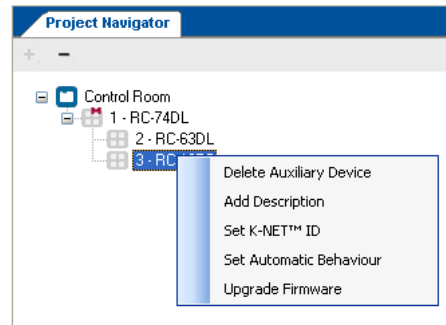 Project Navigator
Control Room
1 - RC-74DL
2 - RC-63DL
3 - RC-
Delete Auxiliary Device
Add Description
Set K-NET™ ID
Set Automatic Behaviour
Upgrade Firmware